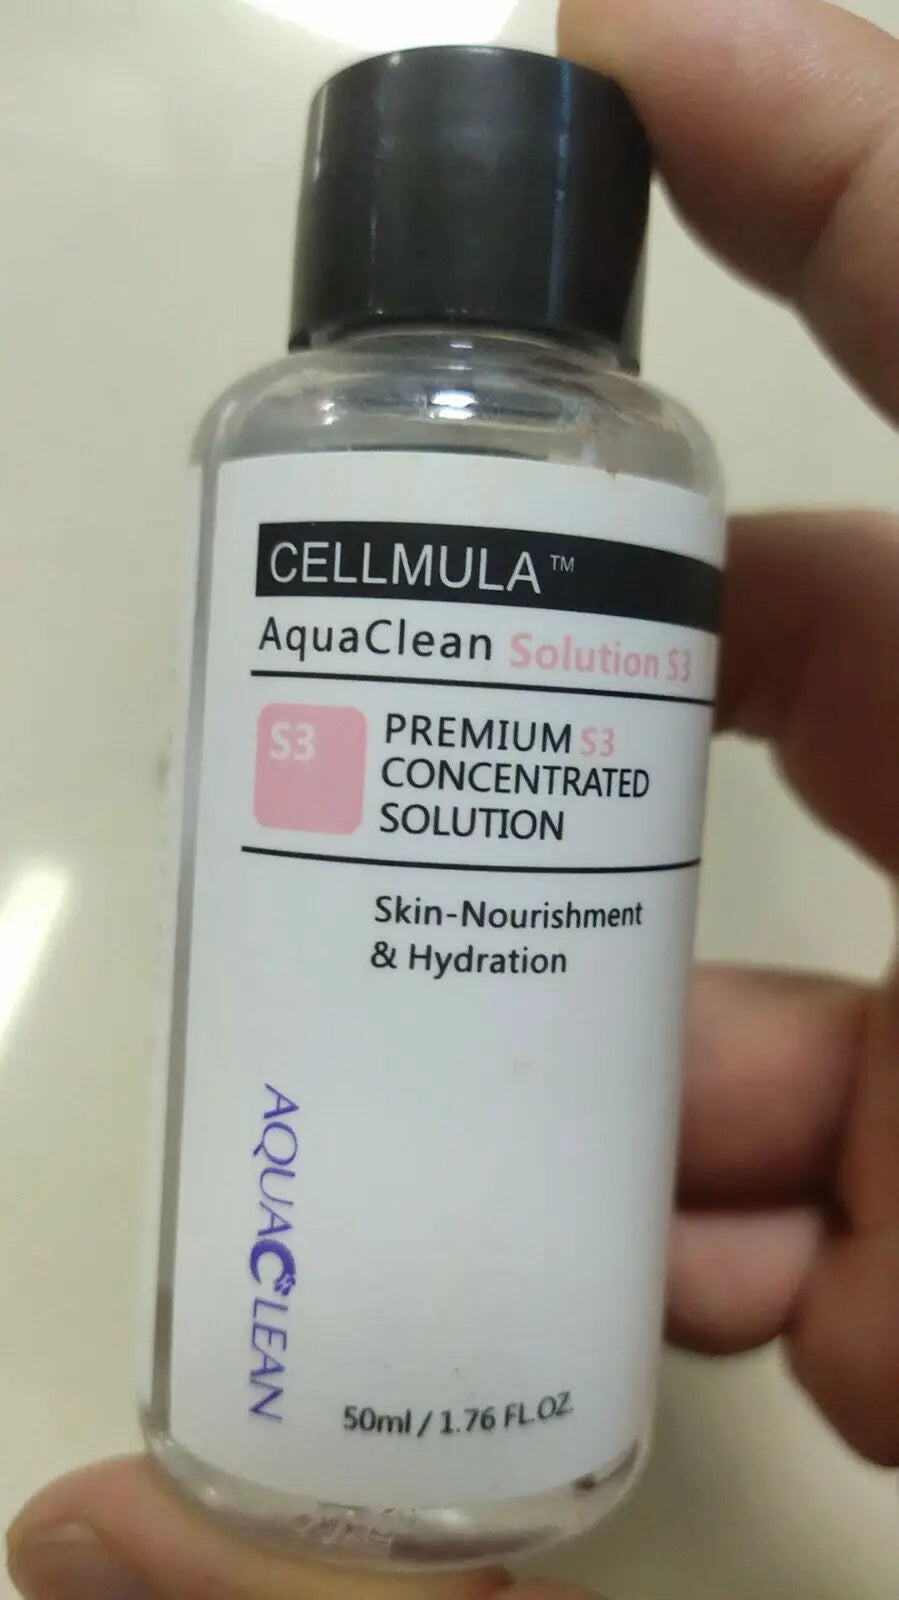 CELLMULA™
AquaClean Solution S3
S3
PREMIUM S3
CONCENTRATED
SOLUTION
Skin-Nourishment
& Hydration
AQUACLEAN
50ml / 1.76 FL.OZ.